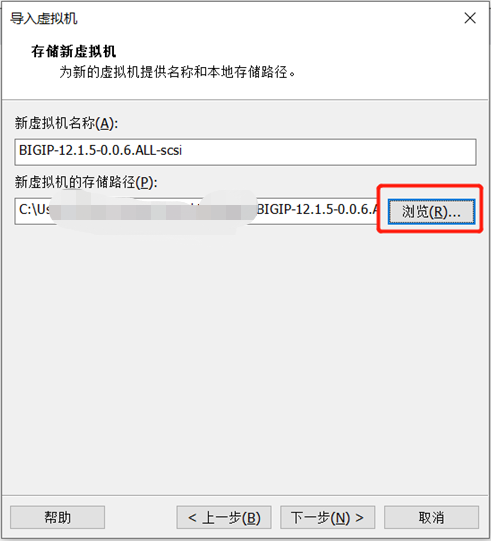 导入虚拟机
存储新虚拟机
为新的虚拟机提供名称和本地存储路径。
新虚拟机名称(A):
BIGIP-12.1.5-0.0.6.ALL-scsi
新虚拟机的存储路径(P):
C:\Us BIGIP-12.1.5-0.0.6.A 浏览(R)...
帮助 < 上一步(B) 下一步(N) > 取消